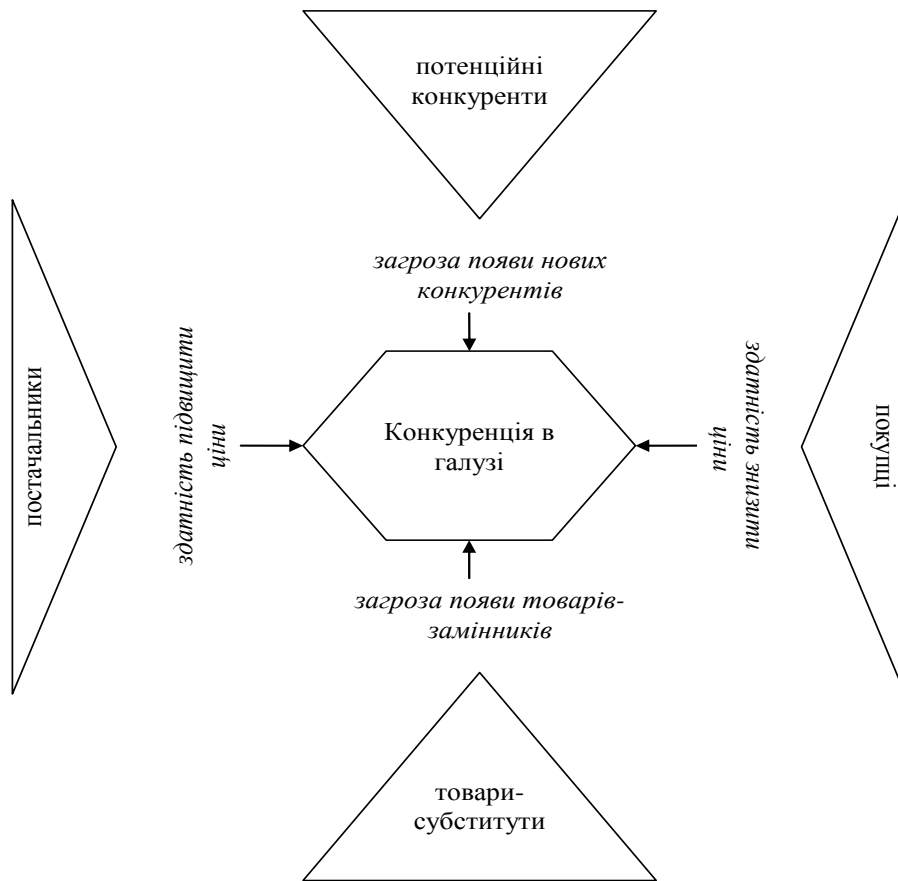 потенційні
конкуренти
загроза появи нових
конкурентів
постачальники
здатність підвищити
ціни
Конкуренція в
галузі
здатність знизити
ціни
покупці
загроза появи товарів-
замінників
товари-
субститути